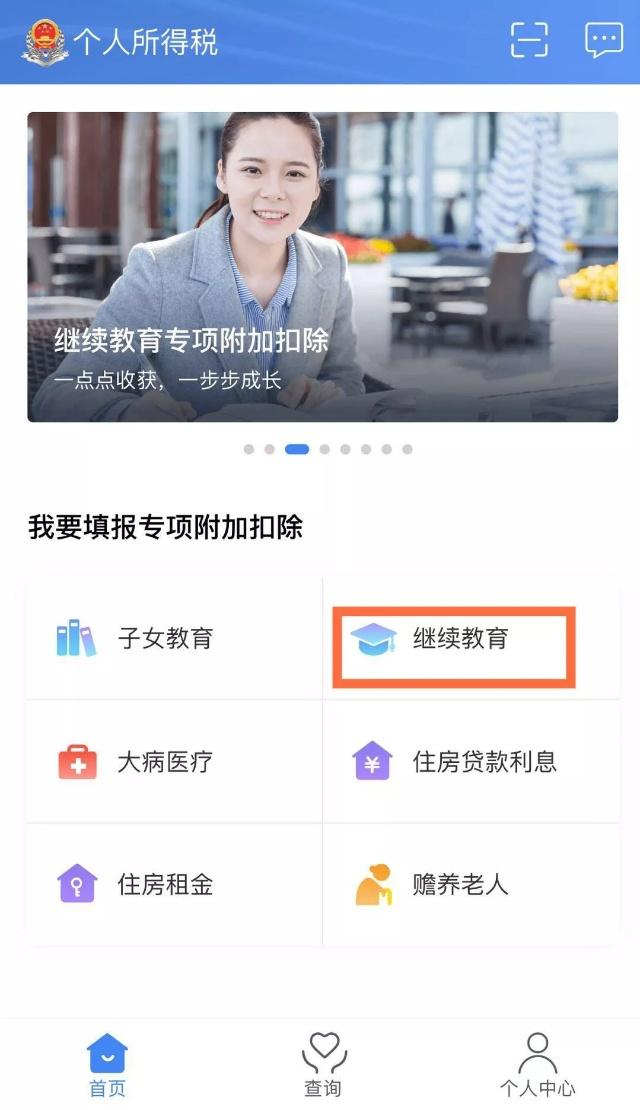 个人所得税
继续教育专项附加扣除
一点点收获，一步步成长
我要填报专项附加扣除
子女教育
继续教育
大病医疗
¥
住房贷款利息
住房租金
赡养老人
首页
查询
个人中心